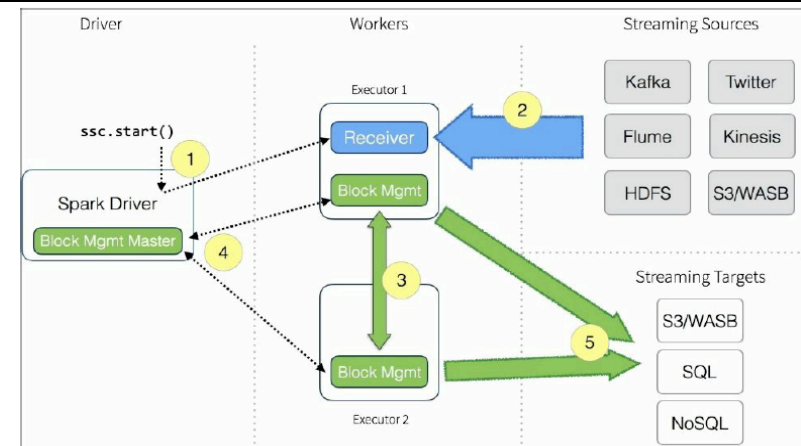 Driver
Workers
Streaming Sources
Executor 1
Kafka
Twitter
2
ssc.start()
Receiver
Flume
Kinesis
1
Spark Driver
Block Mgmt
HDFS
S3/WASB
Block Mgmt Master
4
3
Streaming Targets
S3/WASB
5
Block Mgmt
SQL
Executor 2
NoSQL